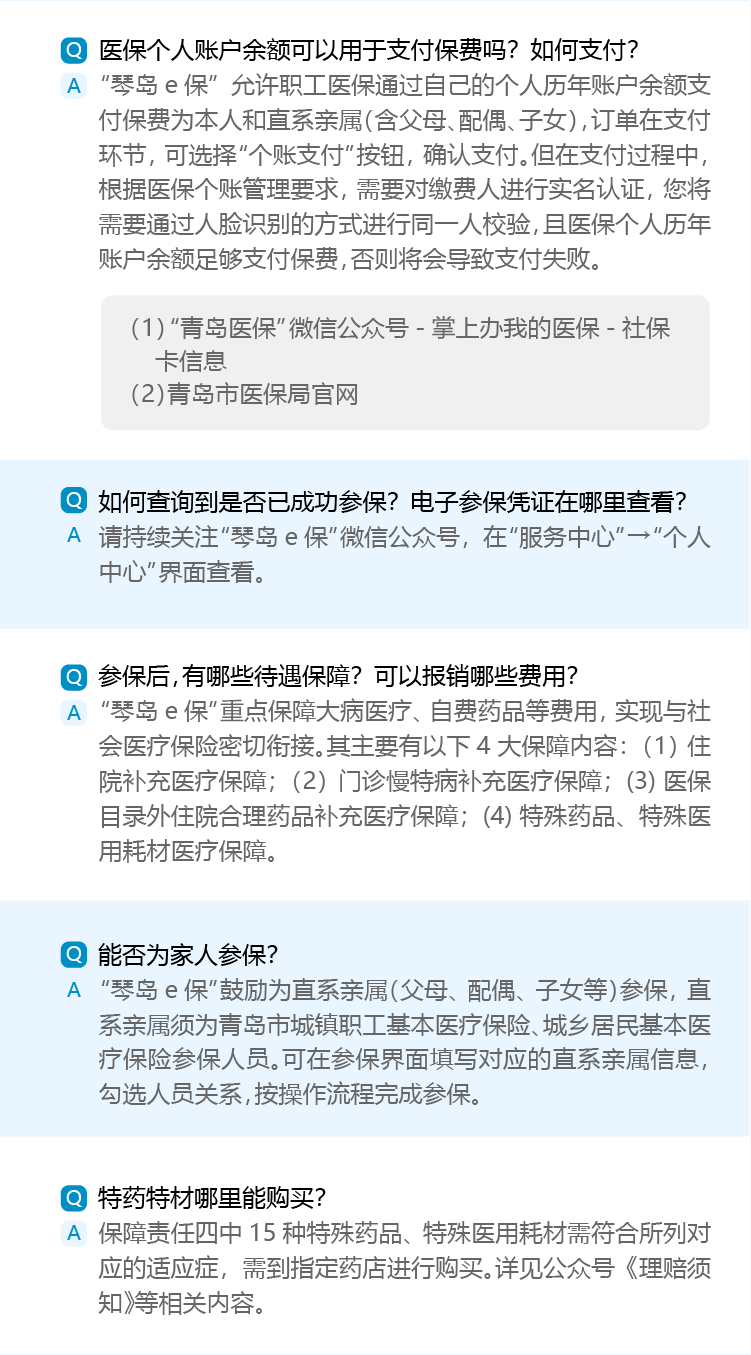 Q 医保个人账户余额可以用于支付保费吗？如何支付？
A “琴岛 e 保” 允许职工医保通过自己的个人历年账户余额支
付保费为本人和直系亲属（含父母、配偶、子女），订单在支付
环节，可选择“个账支付”按钮，确认支付。但在支付过程中，
根据医保个账管理要求，需要对缴费人进行实名认证，您将
需要通过人脸识别的方式进行同一人校验，且医保个人历年
账户余额足够支付保费，否则将会导致支付失败。
（1）“青岛医保”微信公众号 - 掌上办我的医保 - 社保
卡信息
（2）青岛市医保局官网
Q 如何查询到是否已成功参保？电子参保凭证在哪里查看？
A 请持续关注“琴岛 e 保”微信公众号，在“服务中心”→“个人
中心”界面查看。
Q 参保后，有哪些待遇保障？可以报销哪些费用？
A “琴岛 e 保”重点保障大病医疗、自费药品等费用，实现与社
会医疗保险密切衔接。其主要有以下 4 大保障内容：（1）住
院补充医疗保障；（2）门诊慢特病补充医疗保障；(3) 医保
目录外住院合理药品补充医疗保障；(4) 特殊药品、特殊医
用耗材医疗保障。
Q 能否为家人参保？
A “琴岛 e 保”鼓励为直系亲属（父母、配偶、子女等）参保，直
系亲属须为青岛市城镇职工基本医疗保险、城乡居民基本医
疗保险参保人员。可在参保界面填写对应的直系亲属信息，
勾选人员关系，按操作流程完成参保。
Q 特药特材哪里能购买？
A 保障责任四中 15 种特殊药品、特殊医用耗材需符合所列对
应的适应症，需到指定药店进行购买。详见公众号《理赔须
知》等相关内容。